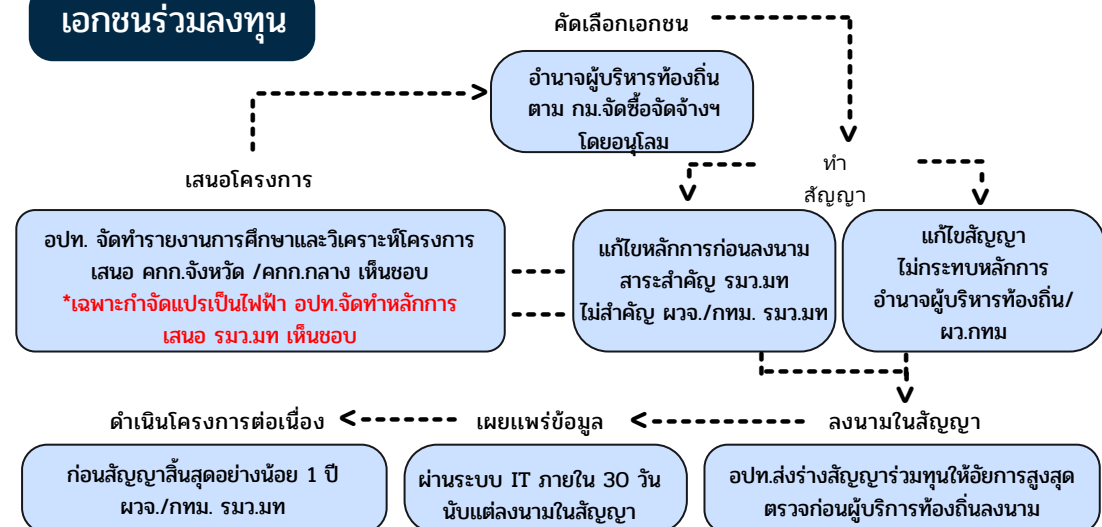 เอกชนร่วมลงทุน
คัดเลือกเอกชน
อำนาจผู้บริหารท้องถิ่น
ตาม กม.จัดซื้อจัดจ้างฯ
โดยอนุโลม
เสนอโครงการ
อปท. จัดทำรายงานการศึกษาและวิเคราะห์โครงการ
เสนอ คกก.จังหวัด /คกก.กลาง เห็นชอบ
*เฉพาะกำจัดแปรเป็นไฟฟ้า อปท.จัดทำหลักการ
เสนอ รมว.มท เห็นชอบ
ทำ
สัญญา
แก้ไขหลักการก่อนลงนาม
สาระสำคัญ รมว.มท
ไม่สำคัญ ผวจ./กทม. รมว.มท
แก้ไขสัญญา
ไม่กระทบหลักการ
อำนาจผู้บริหารท้องถิ่น/
ผว.กทม
ลงนามในสัญญา
อปท.ส่งร่างสัญญาร่วมทุนให้อัยการสูงสุด
ตรวจก่อนผู้บริการท้องถิ่นลงนาม
เผยแพร่ข้อมูล
ผ่านระบบ IT ภายใน 30 วัน
นับแต่ลงนามในสัญญา
ดำเนินโครงการต่อเนื่อง
ก่อนสัญญาสิ้นสุดอย่างน้อย 1 ปี
ผวจ./กทม. รมว.มท